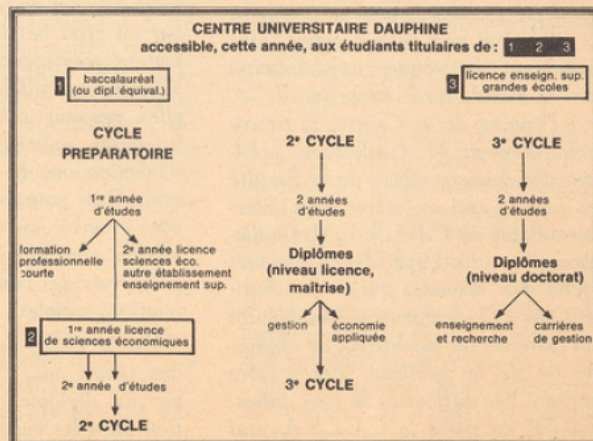 CENTRE UNIVERSITAIRE DAUPHINE
accessible, cette année, aux étudiants titulaires de : 1 2 3
1 baccalauréat
(ou dipl. équival.)
3 licence enseign. sup.
grandes écoles
CYCLE
PREPARATOIRE
1re année
d'études
formation
professionnelle
courte
2e année licence
sciences éco.
autre établissement
enseignement sup.
2 1re année licence
de sciences économiques
2e année d'études
2e CYCLE
2e CYCLE
2 années
d'études
Diplômes
(niveau licence,
maîtrise)
gestion
économie
appliquée
3e CYCLE
3e CYCLE
2 années
d'études
Diplômes
(niveau doctorat)
enseignement
et recherche
carrières
de gestion